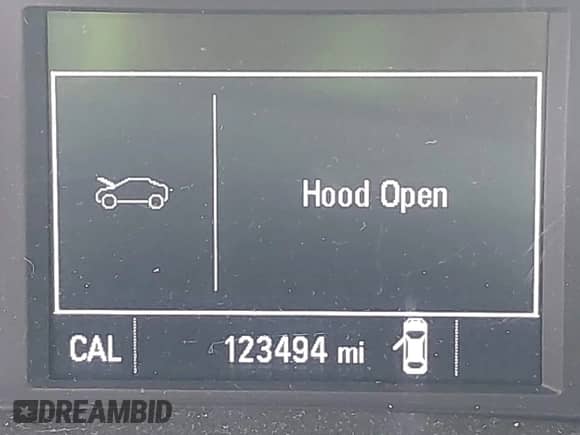 Hood Open
CAL
123494 mi
DREAMBID